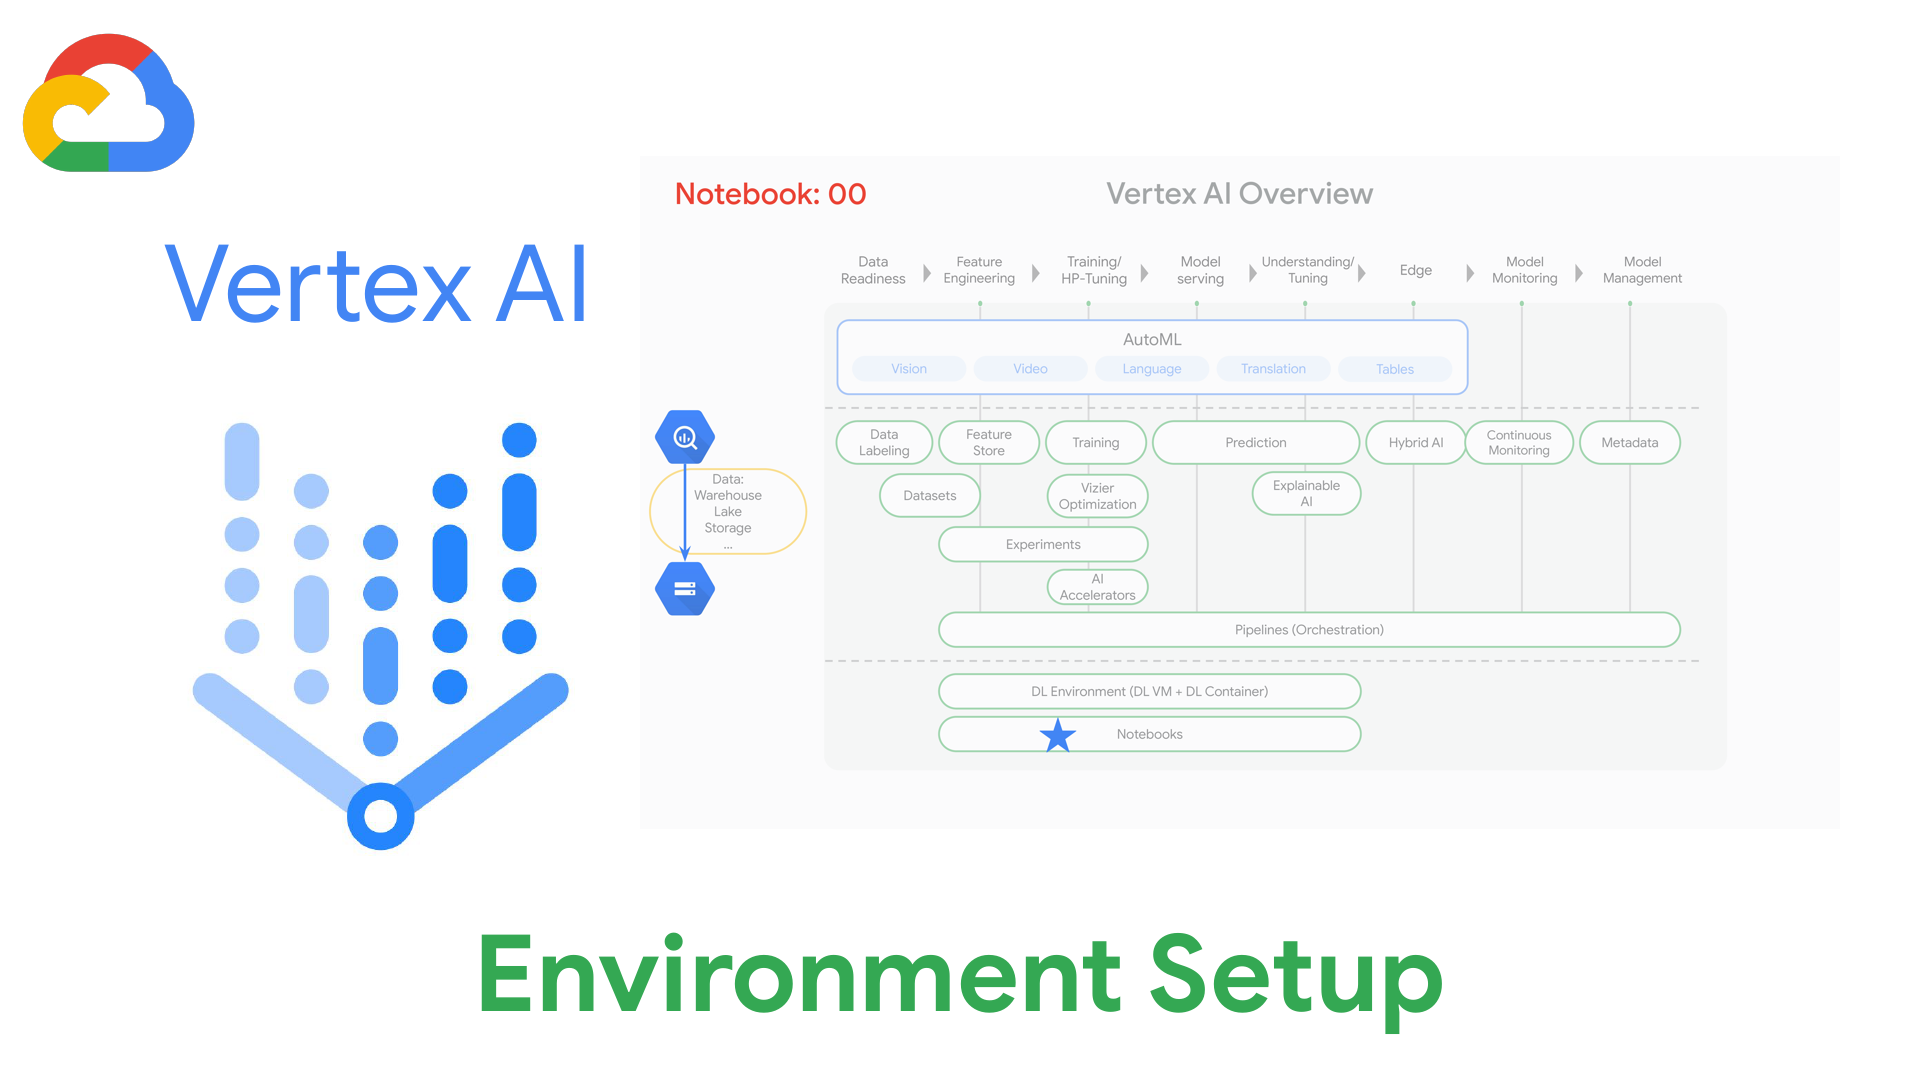 Notebook: 00
Vertex AI Overview
Vertex AI
Data
Readiness
Feature
Engineering
Training/
HP-Tuning
Model
serving
Understanding/
Tuning
Edge
Model
Monitoring
Model
Management
AutoML
Vision
Video
Language
Translation
Tables
Data
Labeling
Feature
Store
Training
Prediction
Hybrid AI
Continuous
Monitoring
Metadata
Data:
Warehouse
Lake
Storage
...
Datasets
Vizier
Optimization
Explainable
AI
Experiments
AI
Accelerators
Pipelines (Orchestration)
DL Environment (DL VM + DL Container)
Notebooks
Environment Setup